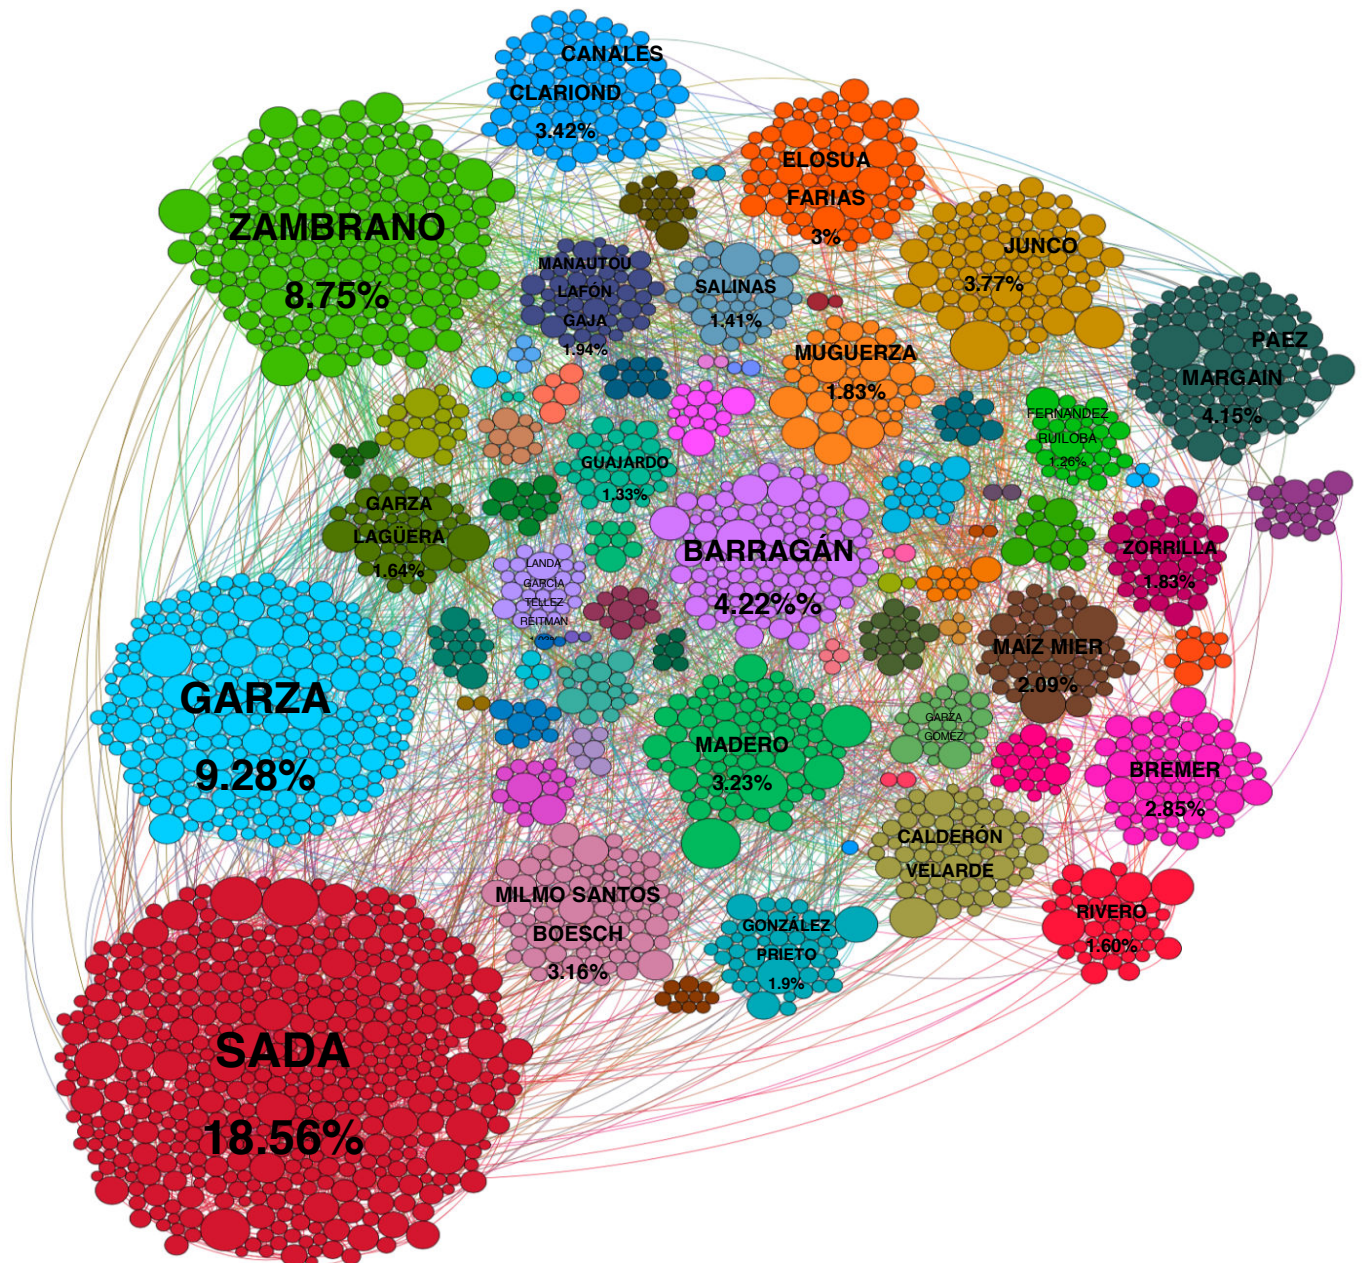 CANALES
CLARIOND
3.42%
ELOSUA
FARIAS
3%
ZAMBRANO
8.75%
JUNCO
3.77%
MANAUTOU
LAFÓN
GAJA
1.94%
SALINAS
1.41%
PAEZ
MARGAIN
4.15%
MUGUERZA
1.83%
FERNANDEZ
RUILOBA
1.26%
GUAJARDO
1.33%
GARZA
LAGÜERA
1.64%
BARRAGÁN
4.22%%
ZORRILLA
1.83%
LANDA
GARCÍA
TÉLLEZ
REITMAN
MAÍZ MIER
2.09%
GARZA
9.28%
GARZA
GOMEZ
MADERO
3.23%
BREMER
2.85%
CALDERÓN
VELARDE
MILMO SANTOS
BOESCH
3.16%
GONZÁLEZ
PRIETO
1.9%
RIVERO
1.60%
SADA
18.56%